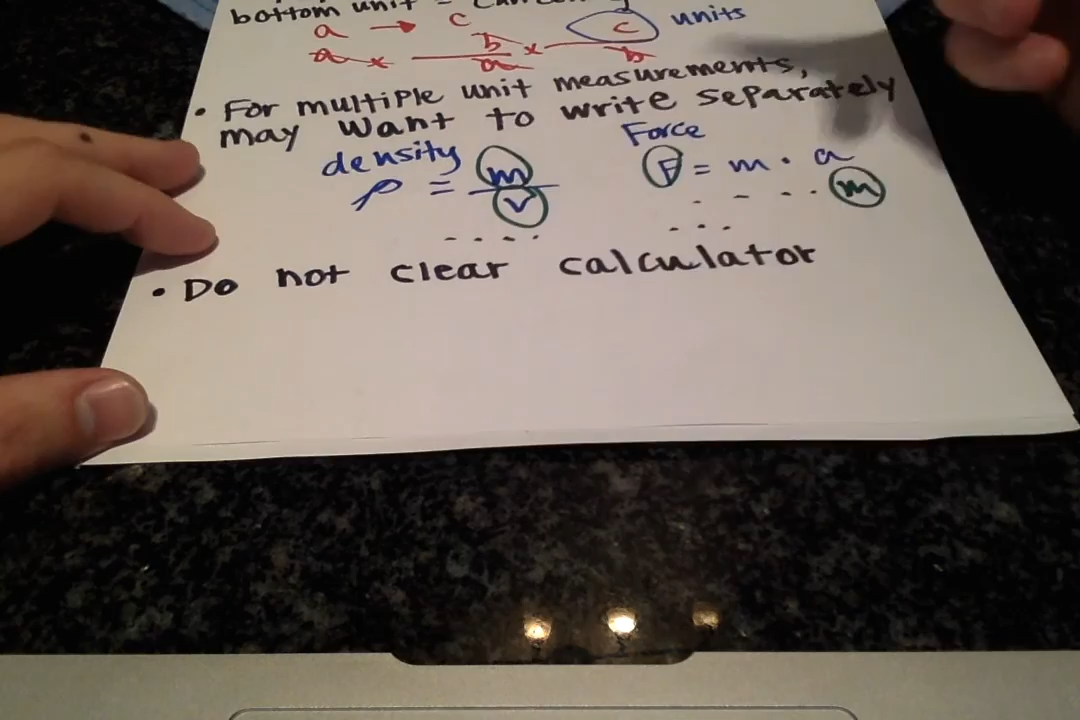 bottom unit =
a → c
units
a × b/a × c/b
• For multiple unit measurements,
may want to write separately
density Force
ρ = m/v F = m · a
. . . . m
. . . . . . .
• Do not clear calculator